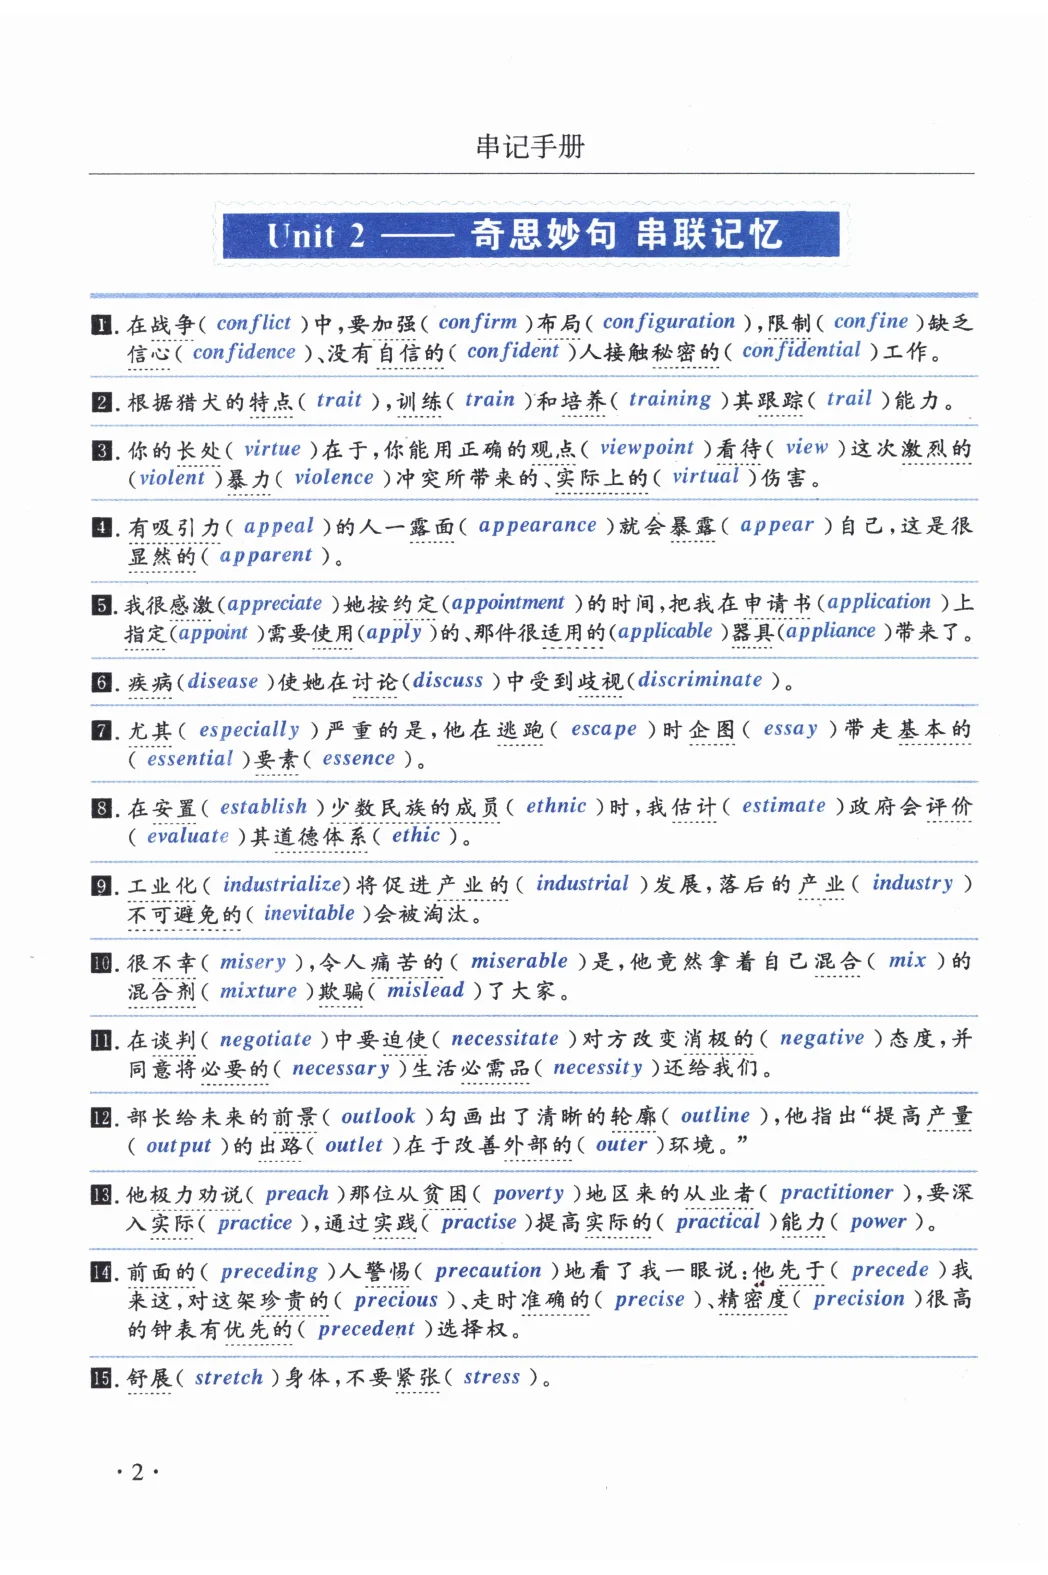 串记手册
Unit 2 —— 奇思妙句 串联记忆
1. 在战争( conflict )中,要加强( confirm )布局( configuration ),限制( confine )缺乏
信心( confidence )、没有自信的( confident )人接触秘密的( confidential )工作。
2. 根据猎犬的特点( trait ),训练( train )和培养( training )其跟踪( trail )能力。
3. 你的长处( virtue )在于,你能用正确的观点( viewpoint )看待( view )这次激烈的
(violent )暴力( violence )冲突所带来的、实际上的( virtual )伤害。
4. 有吸引力( appeal )的人一露面( appearance )就会暴露( appear )自己,这是很
显然的( apparent )。
5. 我很感激(appreciate )她按约定(appointment )的时间,把我在申请书(application )上
指定(appoint )需要使用(apply )的、那件很适用的(applicable )器具(appliance )带来了。
6. 疾病(disease )使她在讨论(discuss )中受到歧视(discriminate )。
7. 尤其( especially )严重的是,他在逃跑( escape )时企图( essay )带走基本的
( essential )要素( essence )。
8. 在安置( establish )少数民族的成员( ethnic )时,我估计( estimate )政府会评价
( evaluate )其道德体系( ethic )。
9. 工业化( industrialize)将促进产业的( industrial )发展,落后的产业( industry )
不可避免的( inevitable )会被淘汰。
10. 很不幸( misery ),令人痛苦的( miserable )是,他竟然拿着自己混合( mix )的
混合剂( mixture )欺骗( mislead )了大家。
11. 在谈判( negotiate )中要迫使( necessitate )对方改变消极的( negative )态度,并
同意将必要的( necessary )生活必需品( necessity )还给我们。
12. 部长给未来的前景( outlook )勾画出了清晰的轮廓( outline ),他指出“提高产量
( output )的出路( outlet )在于改善外部的( outer )环境。”
13. 他极力劝说( preach )那位从贫困( poverty )地区来的从业者( practitioner ),要深
入实际( practice ),通过实践( practise )提高实际的( practical )能力( power )。
14. 前面的( preceding )人警惕( precaution )地看了我一眼说:他先于( precede )我
来这,对这架珍贵的( precious )、走时准确的( precise )、精密度( precision )很高
的钟表有优先的( precedent )选择权。
15. 舒展( stretch )身体,不要紧张( stress )。
· 2 ·